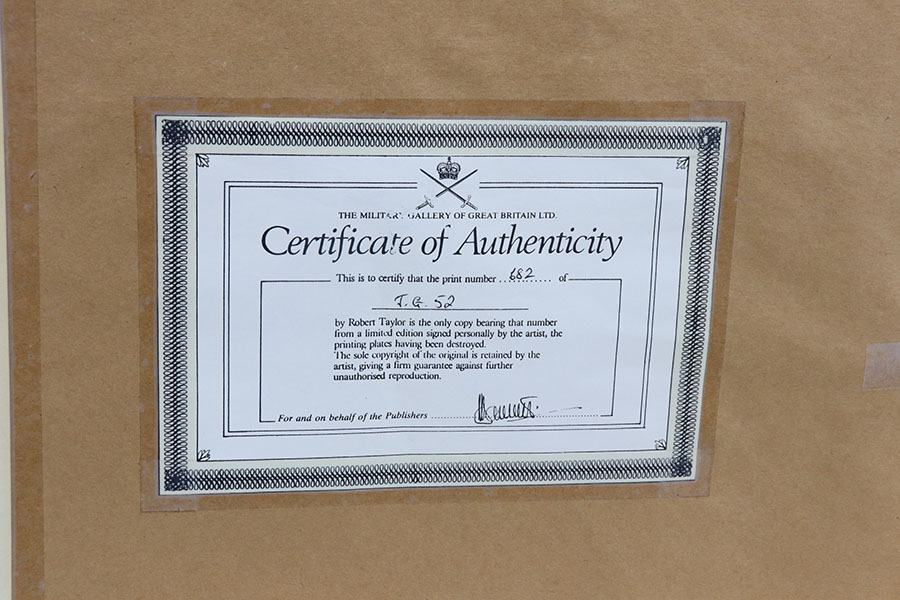 THE MILITARY GALLERY OF GREAT BRITAIN LTD.
Certificate of Authenticity
This is to certify that the print number ..682...... of
J.G. 52
by Robert Taylor is the only copy bearing that number
from a limited edition signed personally by the artist, the
printing plates having been destroyed.
The sole copyright of the original is retained by the
artist, giving a firm guarantee against further
unauthorised reproduction.
For and on behalf of the Publishers